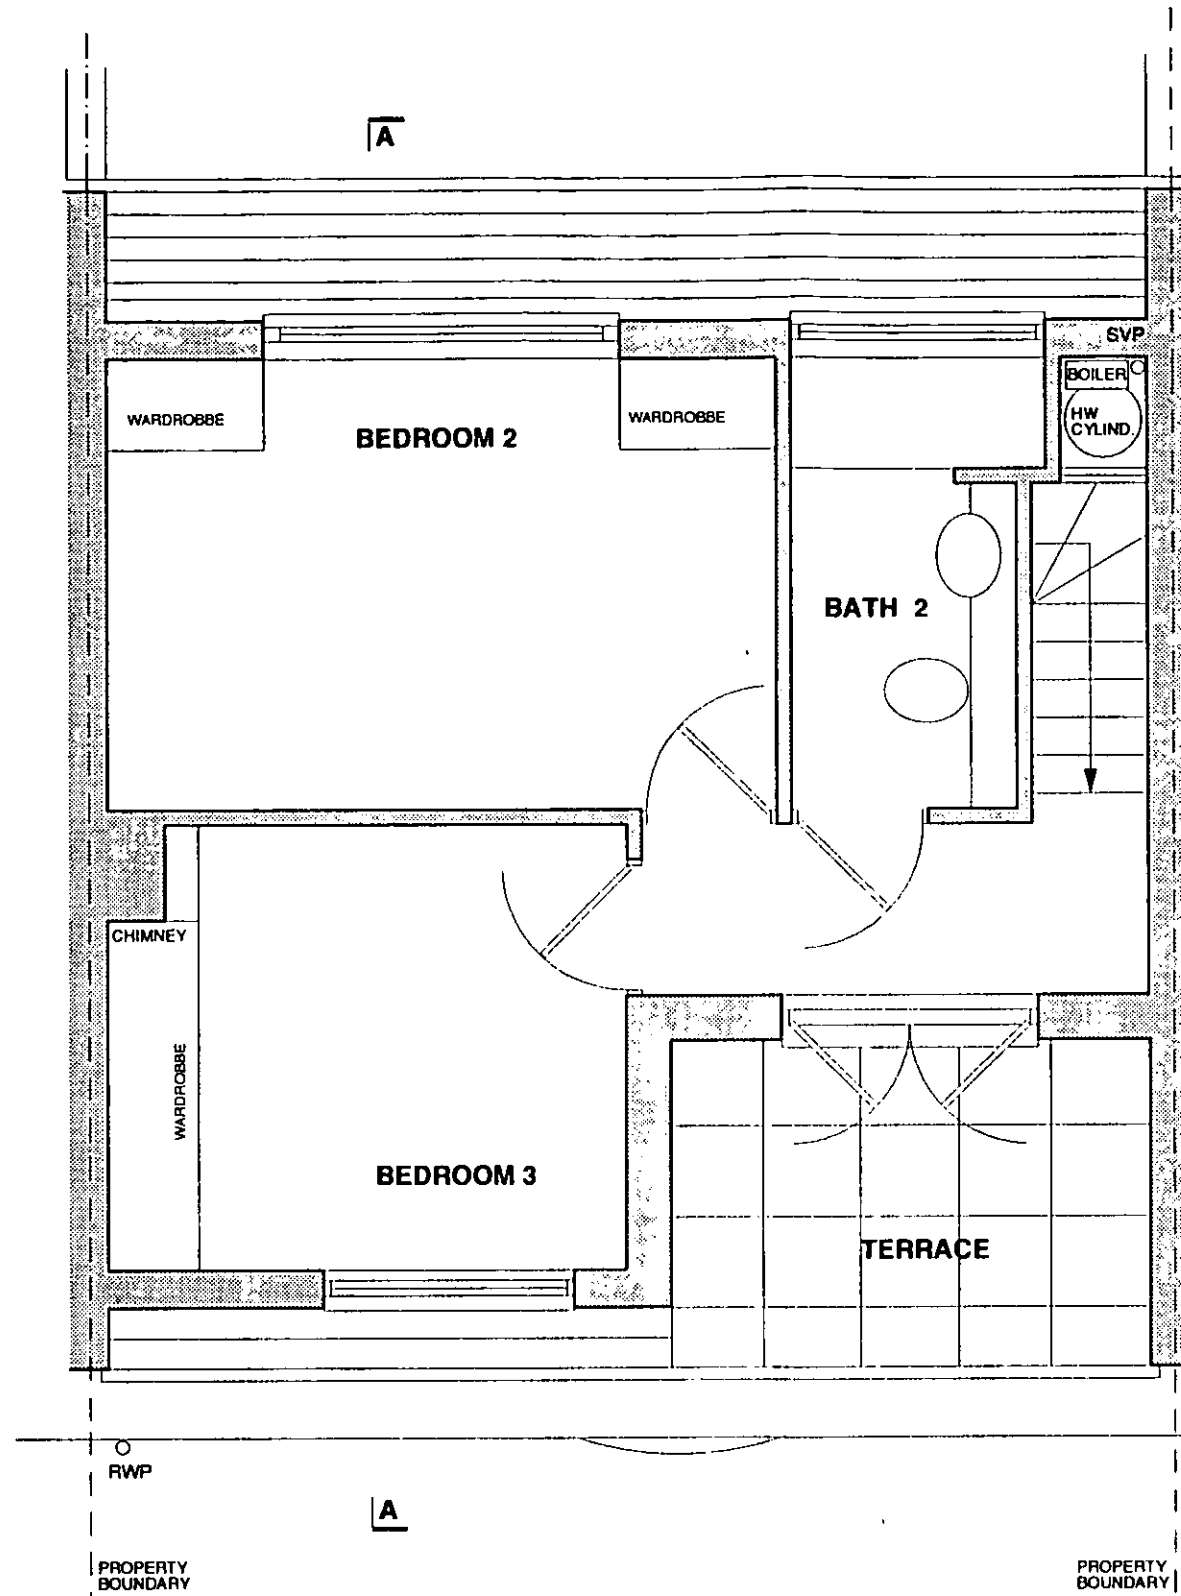 A
SVP
BOILER
HW
CYLIND.
WARDROBBE
WARDROBBE
BEDROOM 2
BATH 2
CHIMNEY
WARDROBBE
BEDROOM 3
TERRACE
RWP
A
PROPERTY
BOUNDARY
PROPERTY
BOUNDARY